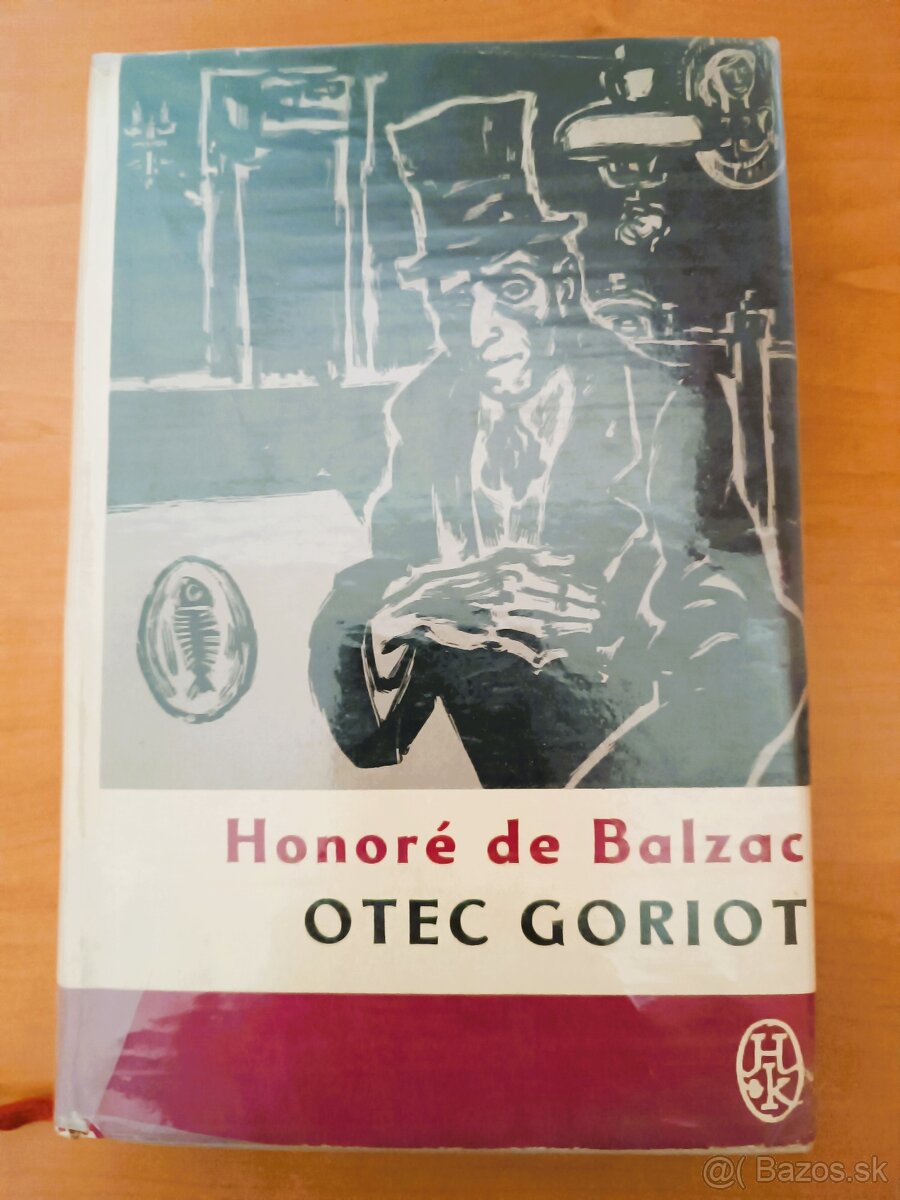 Honoré de Balzac
OTEC GORIOT
H
.K
@( Bazos.sk